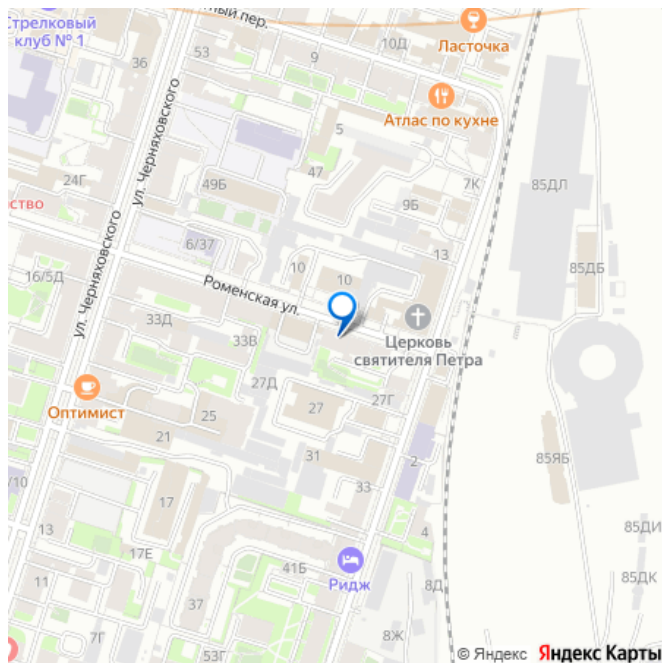 Стрелковый
клуб № 1
ный пер.
Ласточка
53
9
10Д
36
Атлас по кухне
ул. Черняховского
5
47
7К
24Г
49Б
85ДЛ
ство
9Б
6/37
13
10
10
85ДБ
16/5Д
ул. Черняховского
Роменская ул.
33Д
33В
Церковь
святителя Петра
27Д
27Г
Оптимист
25
27
21
31
2
85ЯБ
/10
33
17
4
13
17Е
85ДИ
41Б
Ридж
11
8Д
85ДК
37
7Г
8Ж
53Г
© Яндекс Яндекс Карты